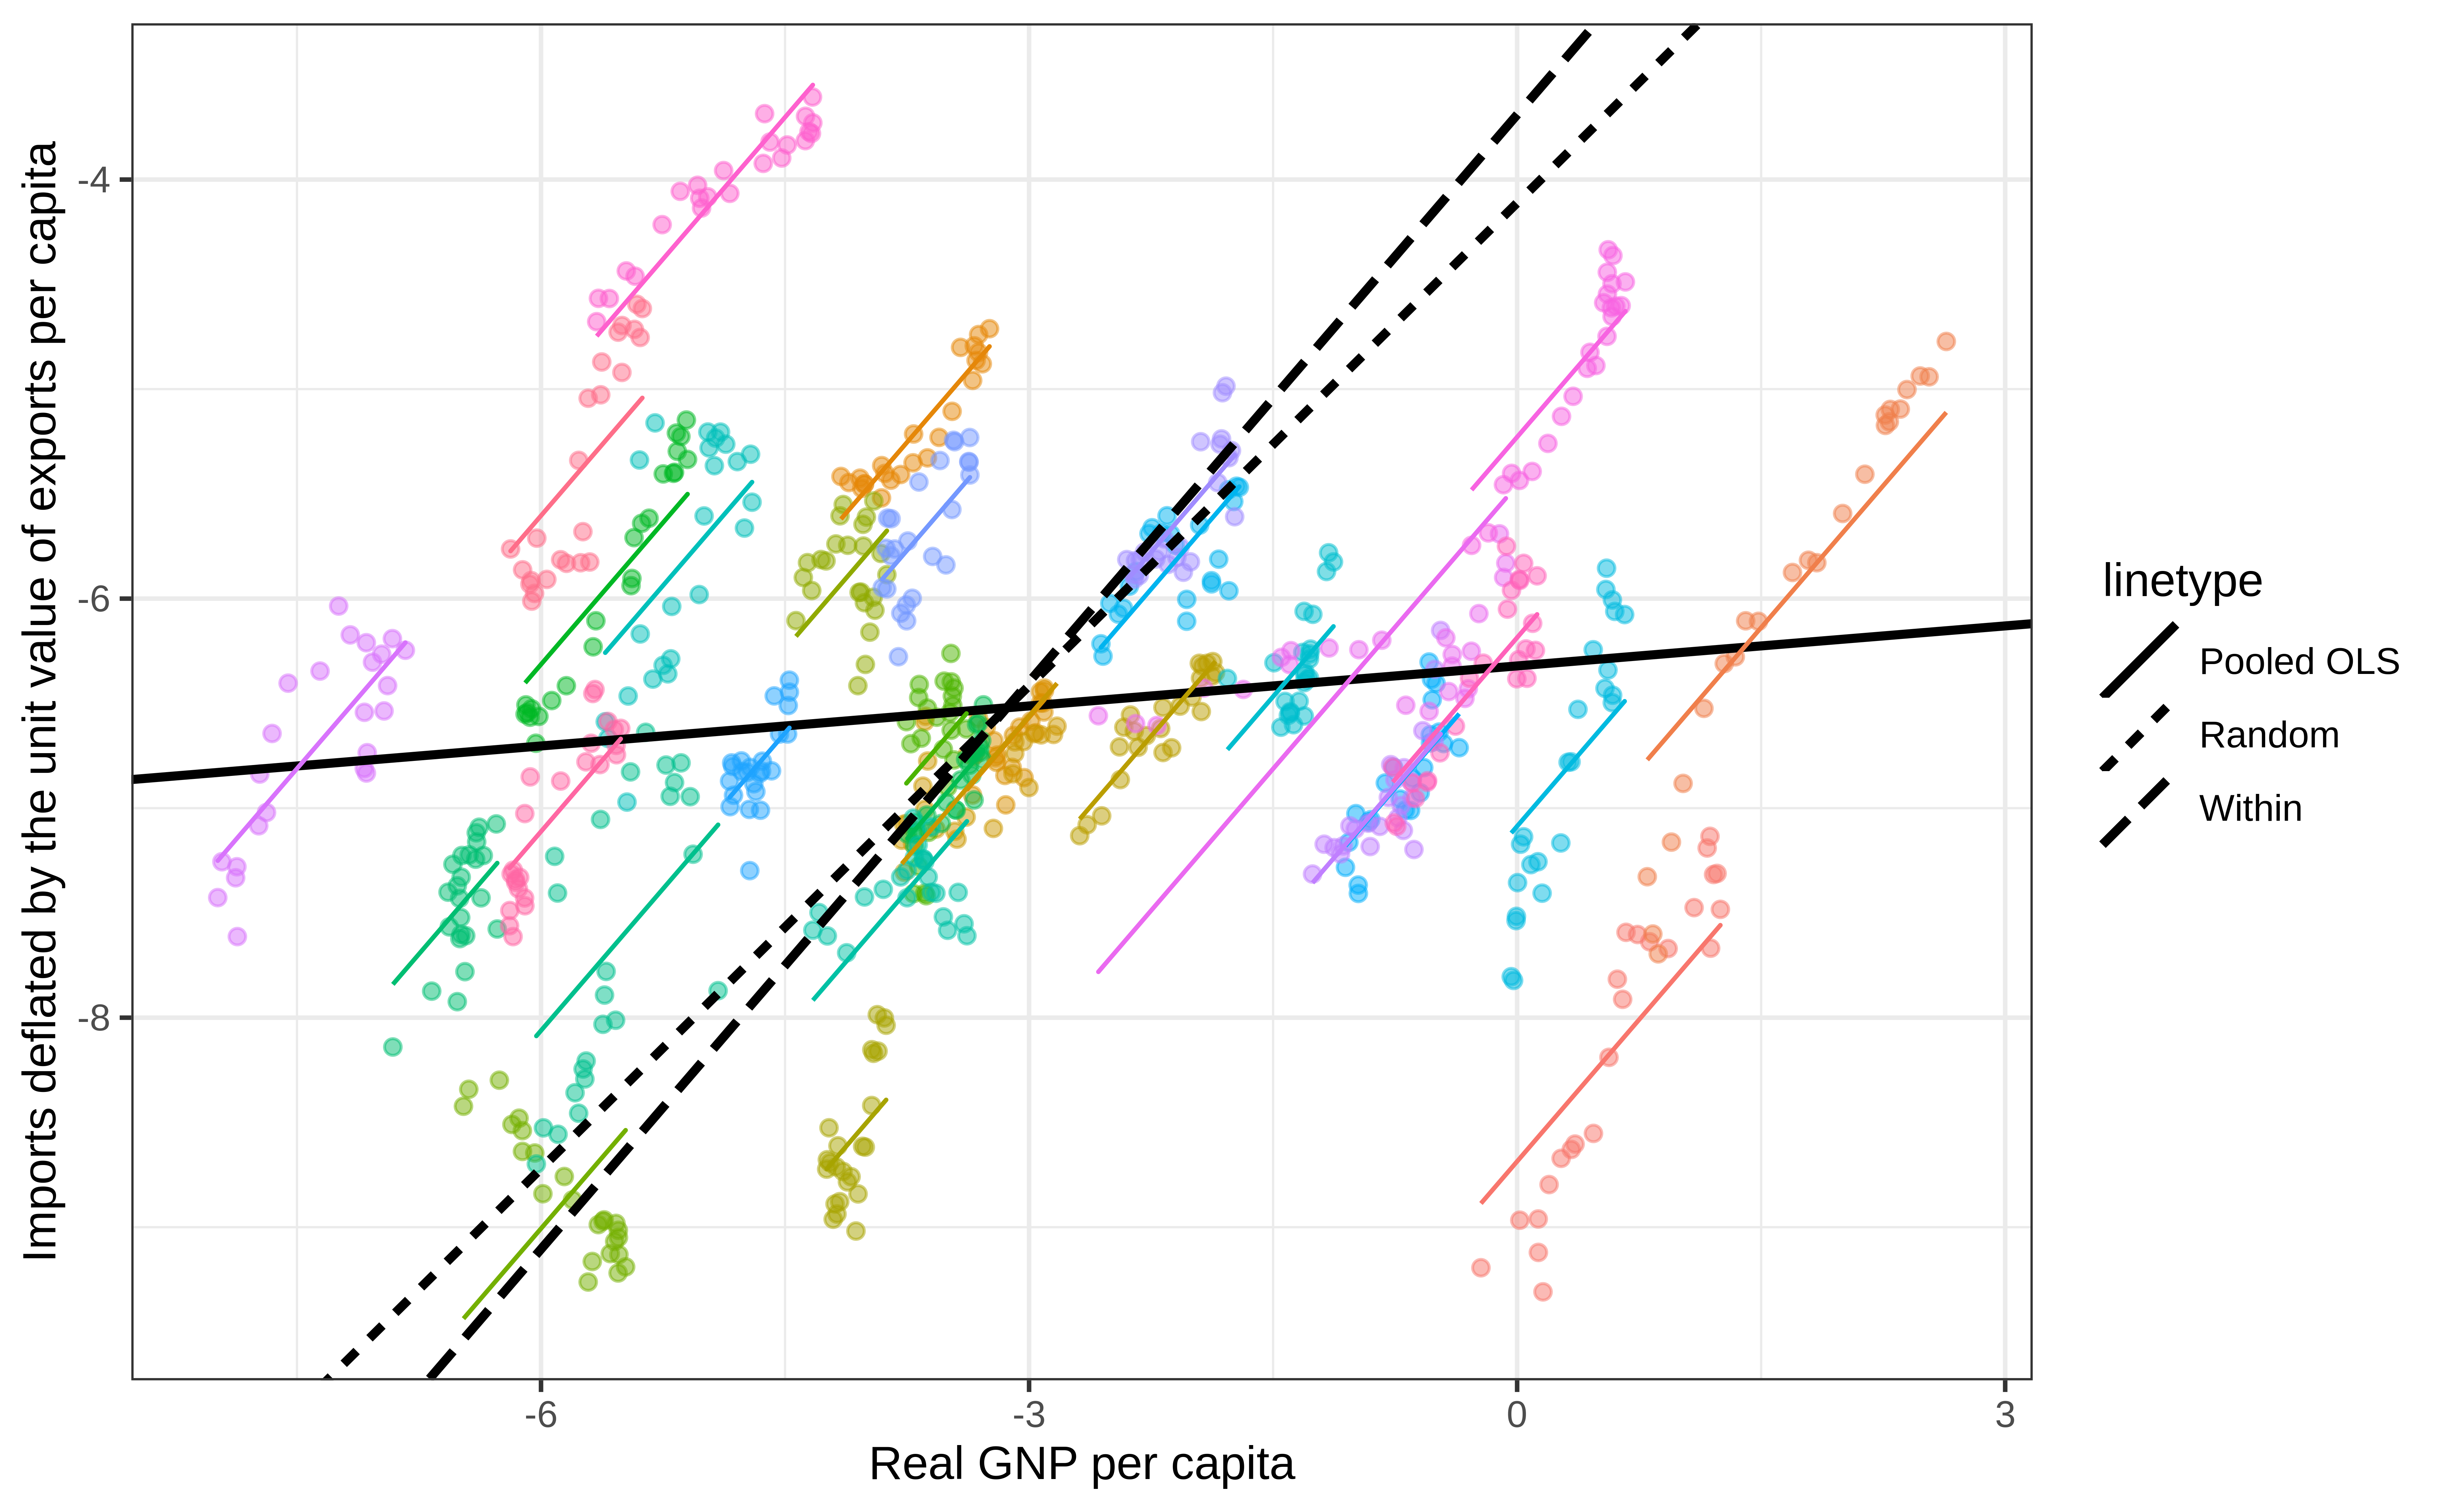 Imports deflated by the unit value of exports per capita
-4
-6
-8
-6
-3
0
3
Real GNP per capita
linetype
Pooled OLS
Random
Within